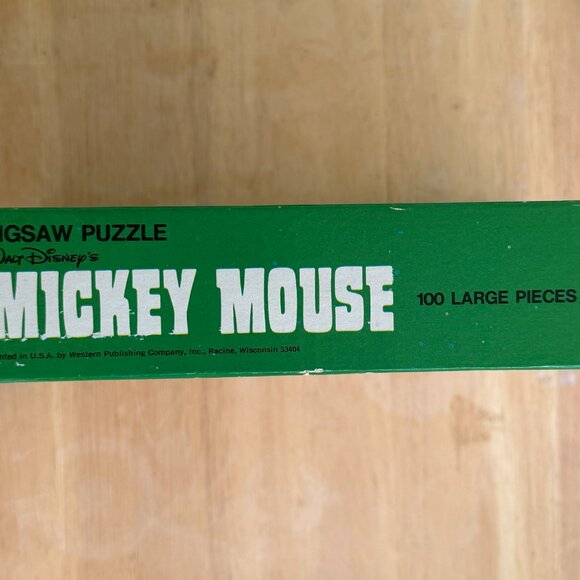 IGSAW PUZZLE
Walt Disney's
MICKEY MOUSE
100 LARGE PIECES
nted in U.S.A. by Western Publishing Company, Inc., Racine, Wisconsin 53404